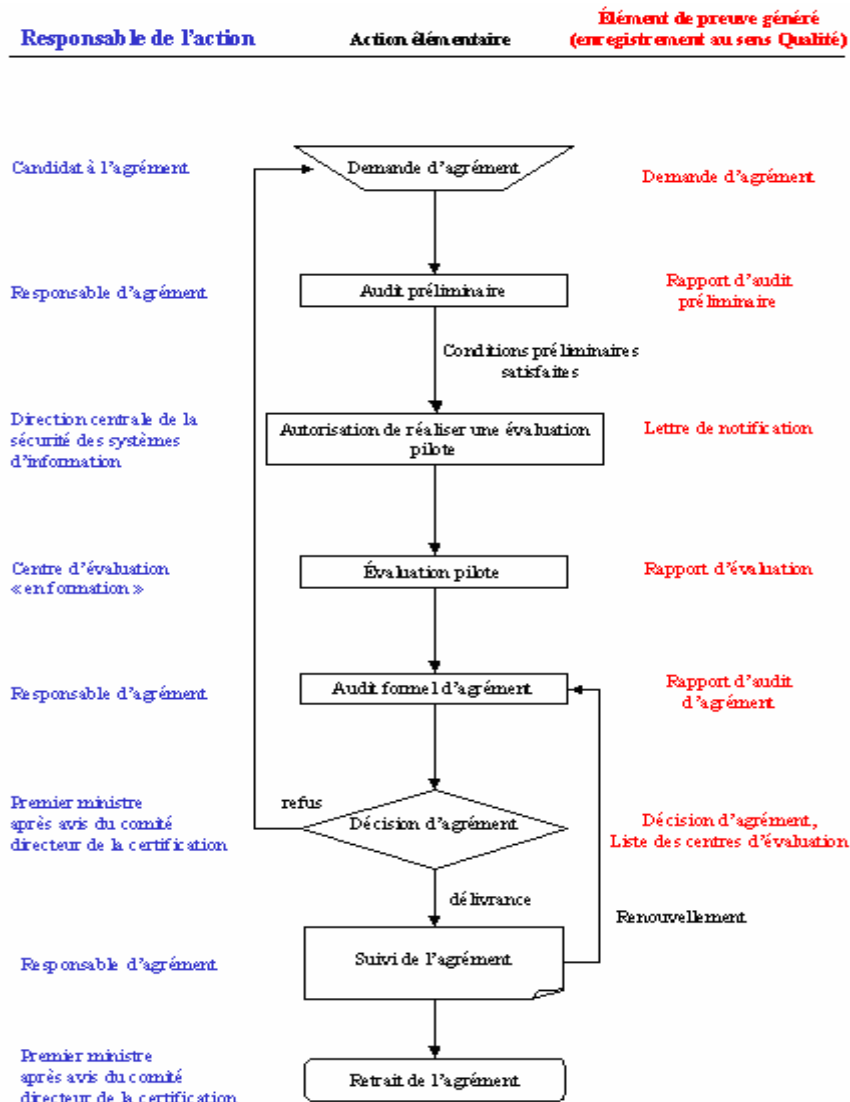 Responsable de l'action
Action élémentaire
Élément de preuve généré
(enregistrement au sens Qualité)
Candidat à l'agrément
Demande d'agrément
Demande d'agrément
Responsable d'agrément
Audit préliminaire
Rapport d'audit
préliminaire
Conditions préliminaires
satisfaites
Direction centrale de la
sécurité des systèmes
d'information
Autorisation de réaliser une évaluation
pilote
Lettre de notification
Centre d'évaluation
« en formation »
Évaluation pilote
Rapport d'évaluation
Responsable d'agrément
Audit formel d'agrément
Rapport d'audit
d'agrément
Premier ministre
après avis du comité
directeur de la certification
refus
Décision d'agrément
Décision d'agrément,
Liste des centres d'évaluation
délivrance
Renouvellement
Responsable d'agrément
Suivi de l'agrément
Premier ministre
après avis du comité
directeur de la certification
Retrait de l'agrément